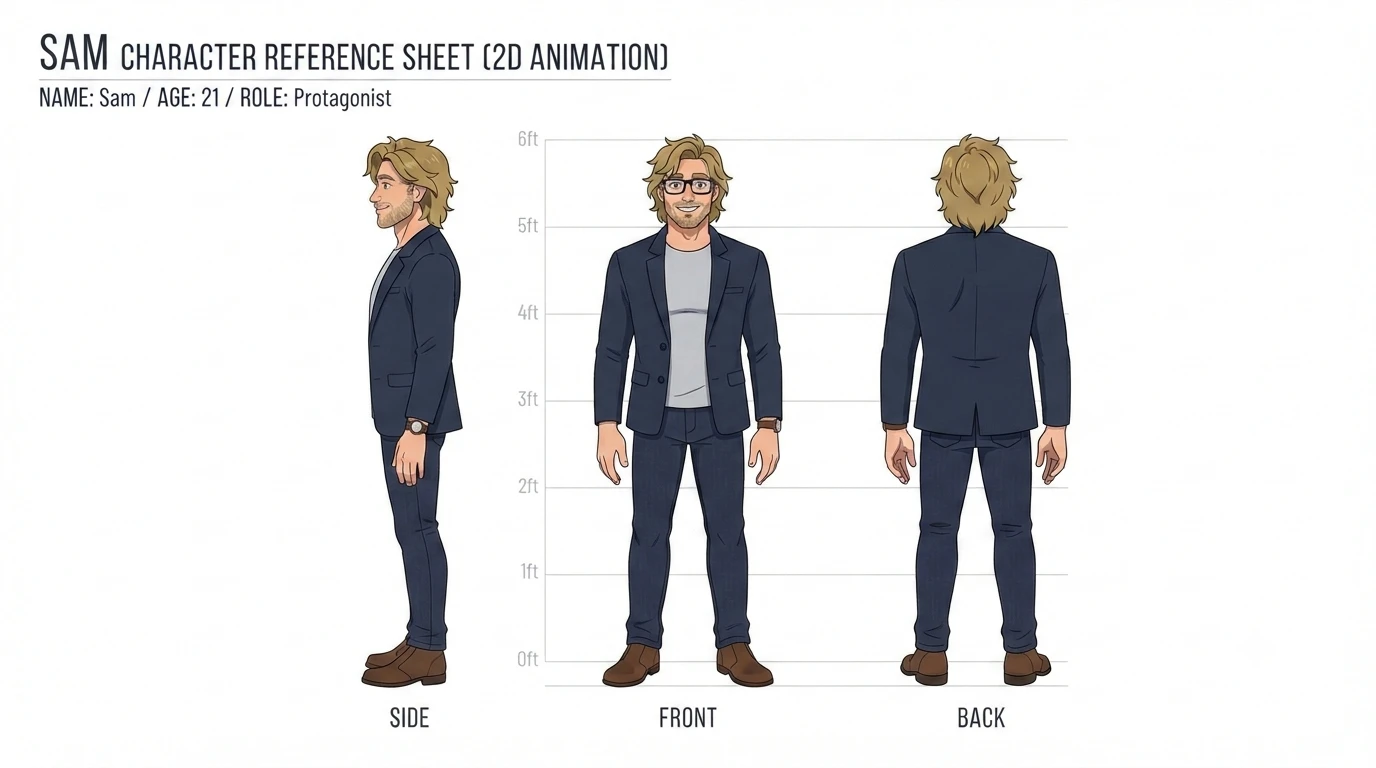 SAM CHARACTER REFERENCE SHEET (2D ANIMATION)
NAME: Sam / AGE: 21 / ROLE: Protagonist
6ft
5ft
4ft
3ft
2ft
1ft
0ft
SIDE
FRONT
BACK